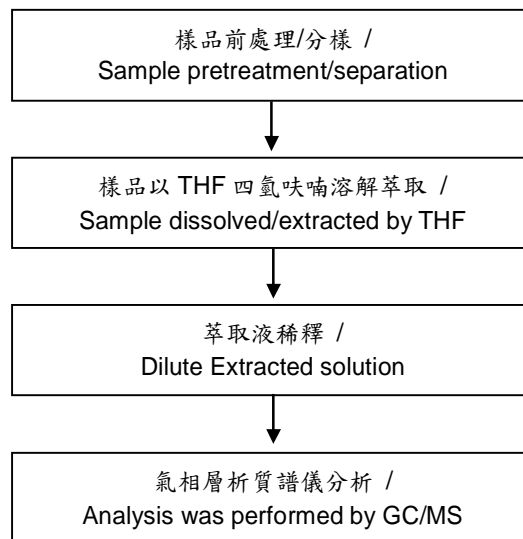 樣品前處理/分樣 /
Sample pretreatment/separation
樣品以 THF 四氫呋喃溶解萃取 /
Sample dissolved/extracted by THF
萃取液稀釋 /
Dilute Extracted solution
氣相層析質譜儀分析 /
Analysis was performed by GC/MS